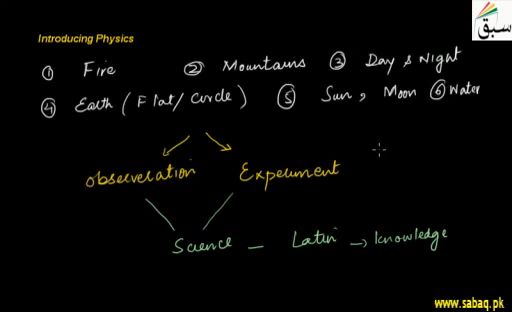 سبق
Introducing Physics
① Fire ② Mountains ③ Day & Night
④ Earth (Flat/Circle) ⑤ Sun, Moon ⑥ Water
Observeration Experiment
Science – Latin → knowledge
www.sabaq.pk